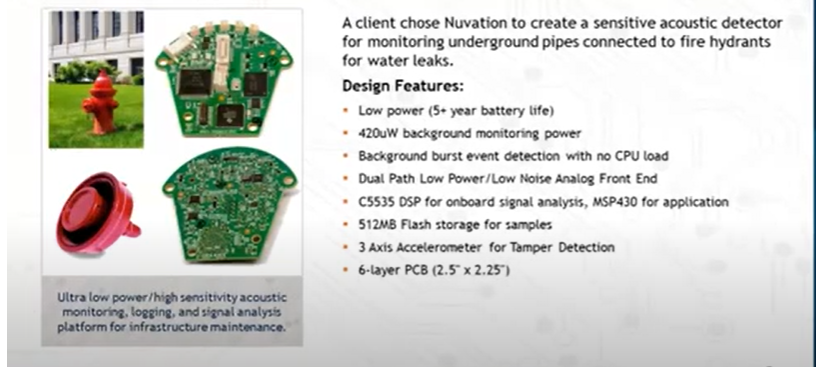 A client chose Nuvation to create a sensitive acoustic detector
for monitoring underground pipes connected to fire hydrants
for water leaks.
Design Features:
Low power (5+ year battery life)
420uW background monitoring power
Background burst event detection with no CPU load
Dual Path Low Power/Low Noise Analog Front End
C5535 DSP for onboard signal analysis, MSP430 for application
512MB Flash storage for samples
3 Axis Accelerometer for Tamper Detection
6-layer PCB (2.5" x 2.25")
Ultra low power/high sensitivity acoustic
monitoring, logging, and signal analysis
platform for infrastructure maintenance.